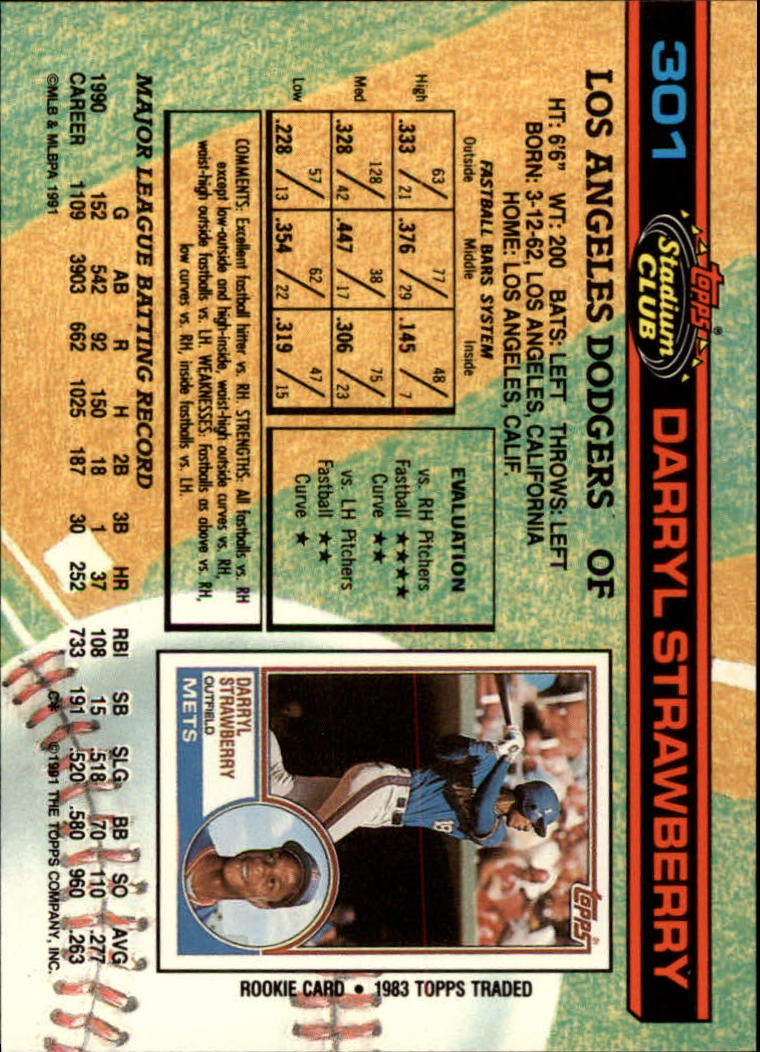 301
Topps®
Stadium
CLUB
DARRYL STRAWBERRY
LOS ANGELES DODGERS OF
HT: 6'6" WT: 200 BATS: LEFT THROWS: LEFT
BORN: 3-12-62, LOS ANGELES, CALIFORNIA
HOME: LOS ANGELES, CALIF.
FASTBALL BARS SYSTEM
Outside Middle Inside
High .333 63/21 .376 77/29 .145 48/7
Med .328 128/42 .447 38/17 .306 75/23
Low .228 57/13 .354 62/22 .319 47/15
EVALUATION
vs. RH Pitchers
Fastball ★★★★
Curve ★★
vs. LH Pitchers
Fastball ★★
Curve ★
COMMENTS: Excellent fastball hitter vs. RH. STRENGTHS: All fastballs vs. RH
except low-outside and high-inside, waist-high outside curves vs. RH,
waist-high outside fastballs vs. LH. WEAKNESSES: Fastballs as above vs. RH,
low curves vs. RH, inside fastballs vs. LH.
TOPPS®
DARRYL
STRAWBERRY
OUTFIELD
METS
ROOKIE CARD • 1983 TOPPS TRADED
MAJOR LEAGUE BATTING RECORD
G AB R H 2B 3B HR RBI SB SLG BB SO AVG
1990 152 542 92 150 18 1 37 108 15 .518 70 110 .277
CAREER 1109 3903 662 1025 187 30 252 733 191 .520 580 960 .263
©MLB & MLBPA 1991 C* ©1991 THE TOPPS COMPANY, INC.